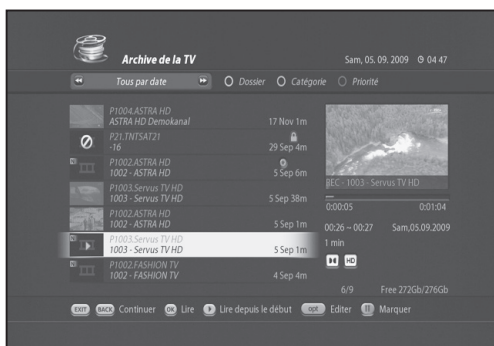 Archive de la TV
Sam, 05. 09. 2009 04 47
Tous par date Dossier Catégorie Priorité
P1004.ASTRA HD
ASTRA HD Demokanal 17 Nov 1m
P21.TNTSAT21
-16 29 Sep 4m
P1002.ASTRA HD
1002 - ASTRA HD 5 Sep 6m
P1003.Servus TV HD
1003 - Servus TV HD 5 Sep 38m
P1002.ASTRA HD
1002 - ASTRA HD 5 Sep 1m
P1003.Servus TV HD
1003 - Servus TV HD 5 Sep 1m
P1002.FASHION TV
1002 - FASHION TV 4 Sep 4m
REC - 1003 - Servus TV HD
0:00:05 0:01:04
00:26 – 00:27 Sam,05.09.2009
1 min
HD
6/9 Free 272Gb/276Gb
EXIT BACK Continuer OK Lire Lire depuis le début opt Editer Marquer